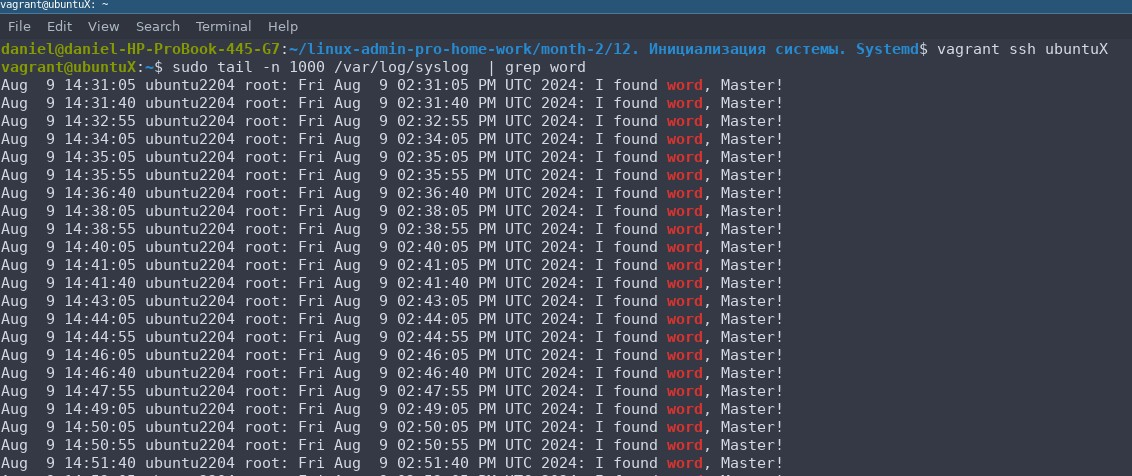 vagrant@ubuntuX: ~
File Edit View Search Terminal Help
daniel@daniel-HP-ProBook-445-G7:~/linux-admin-pro-home-work/month-2/12. Инициализация системы. Systemd$ vagrant ssh ubuntuX
vagrant@ubuntuX:~$ sudo tail -n 1000 /var/log/syslog  | grep word
Aug  9 14:31:05 ubuntu2204 root: Fri Aug  9 02:31:05 PM UTC 2024: I found word, Master!
Aug  9 14:31:40 ubuntu2204 root: Fri Aug  9 02:31:40 PM UTC 2024: I found word, Master!
Aug  9 14:32:55 ubuntu2204 root: Fri Aug  9 02:32:55 PM UTC 2024: I found word, Master!
Aug  9 14:34:05 ubuntu2204 root: Fri Aug  9 02:34:05 PM UTC 2024: I found word, Master!
Aug  9 14:35:05 ubuntu2204 root: Fri Aug  9 02:35:05 PM UTC 2024: I found word, Master!
Aug  9 14:35:55 ubuntu2204 root: Fri Aug  9 02:35:55 PM UTC 2024: I found word, Master!
Aug  9 14:36:40 ubuntu2204 root: Fri Aug  9 02:36:40 PM UTC 2024: I found word, Master!
Aug  9 14:38:05 ubuntu2204 root: Fri Aug  9 02:38:05 PM UTC 2024: I found word, Master!
Aug  9 14:38:55 ubuntu2204 root: Fri Aug  9 02:38:55 PM UTC 2024: I found word, Master!
Aug  9 14:40:05 ubuntu2204 root: Fri Aug  9 02:40:05 PM UTC 2024: I found word, Master!
Aug  9 14:41:05 ubuntu2204 root: Fri Aug  9 02:41:05 PM UTC 2024: I found word, Master!
Aug  9 14:41:40 ubuntu2204 root: Fri Aug  9 02:41:40 PM UTC 2024: I found word, Master!
Aug  9 14:43:05 ubuntu2204 root: Fri Aug  9 02:43:05 PM UTC 2024: I found word, Master!
Aug  9 14:44:05 ubuntu2204 root: Fri Aug  9 02:44:05 PM UTC 2024: I found word, Master!
Aug  9 14:44:55 ubuntu2204 root: Fri Aug  9 02:44:55 PM UTC 2024: I found word, Master!
Aug  9 14:46:05 ubuntu2204 root: Fri Aug  9 02:46:05 PM UTC 2024: I found word, Master!
Aug  9 14:46:40 ubuntu2204 root: Fri Aug  9 02:46:40 PM UTC 2024: I found word, Master!
Aug  9 14:47:55 ubuntu2204 root: Fri Aug  9 02:47:55 PM UTC 2024: I found word, Master!
Aug  9 14:49:05 ubuntu2204 root: Fri Aug  9 02:49:05 PM UTC 2024: I found word, Master!
Aug  9 14:50:05 ubuntu2204 root: Fri Aug  9 02:50:05 PM UTC 2024: I found word, Master!
Aug  9 14:50:55 ubuntu2204 root: Fri Aug  9 02:50:55 PM UTC 2024: I found word, Master!
Aug  9 14:51:40 ubuntu2204 root: Fri Aug  9 02:51:40 PM UTC 2024: I found word, Master!